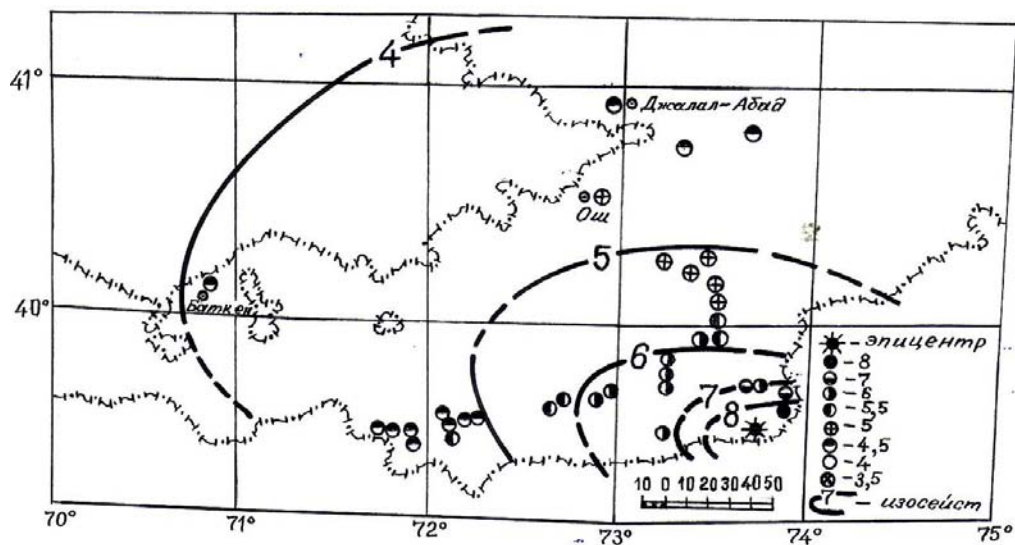 4
41°
Джалал-Абад
Ош
5
40°
Баткен
6
7
8
- эпицентр
- 8
- 7
- 6
- 5,5
- 5
- 4,5
- 4
- 3,5
7 - изосейст
10 0 10 20 30 40 50
70° 71° 72° 73° 74° 75°